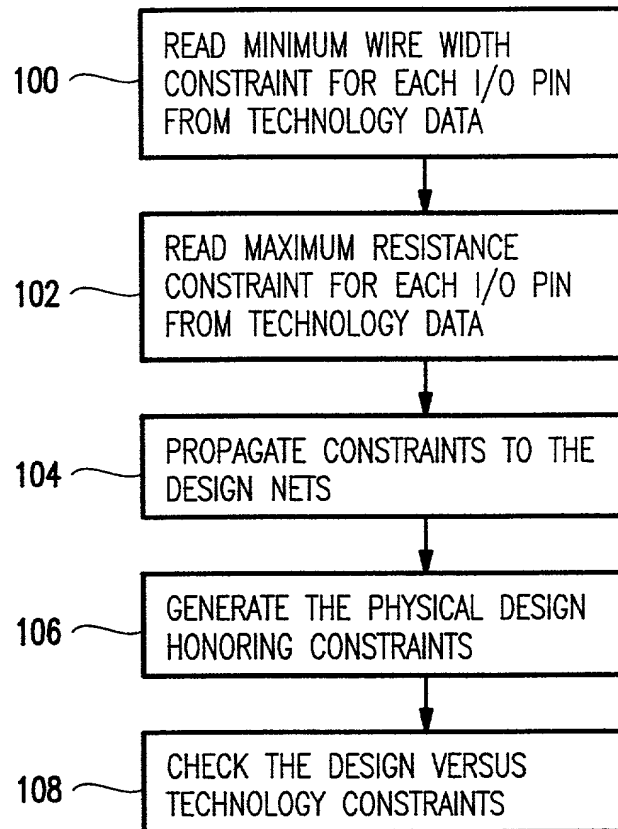 100
READ MINIMUM WIRE WIDTH
CONSTRAINT FOR EACH I/O PIN
FROM TECHNOLOGY DATA
102
READ MAXIMUM RESISTANCE
CONSTRAINT FOR EACH I/O PIN
FROM TECHNOLOGY DATA
104
PROPAGATE CONSTRAINTS TO THE
DESIGN NETS
106
GENERATE THE PHYSICAL DESIGN
HONORING CONSTRAINTS
108
CHECK THE DESIGN VERSUS
TECHNOLOGY CONSTRAINTS